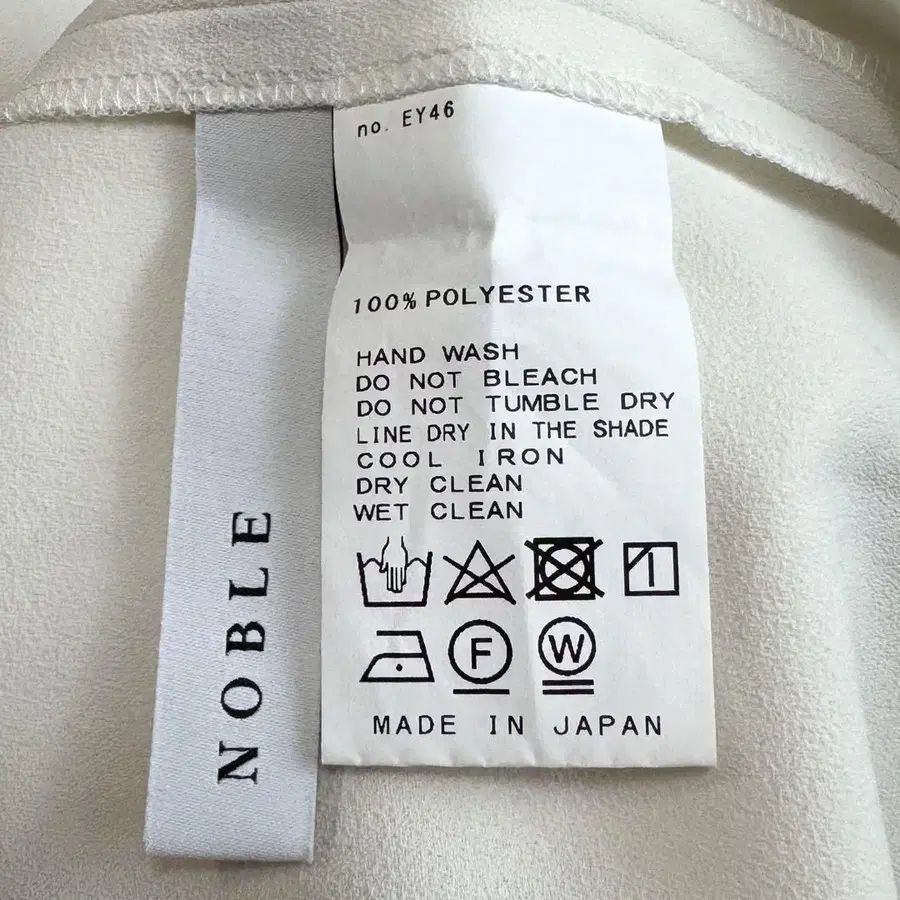 no. EY46
100% POLYESTER
HAND WASH
DO NOT BLEACH
DO NOT TUMBLE DRY
LINE DRY IN THE SHADE
COOL IRON
DRY CLEAN
WET CLEAN
F
W
MADE IN JAPAN
NOBLE